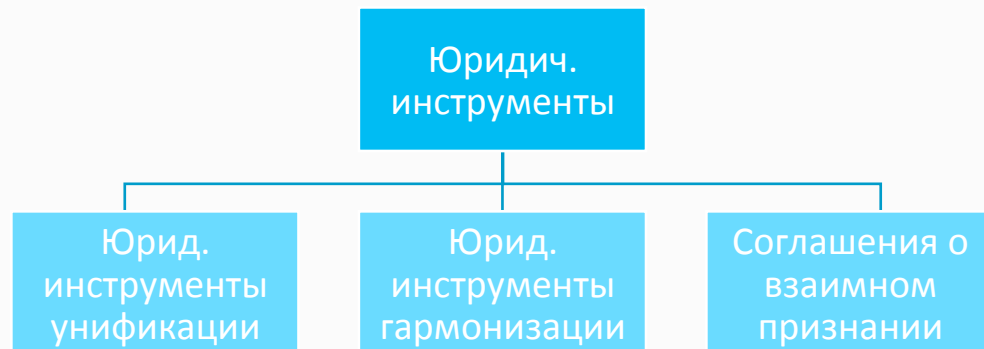 Юридич.
инструменты
Юрид.
инструменты
унификации
Юрид.
инструменты
гармонизации
Соглашения о
взаимном
признании